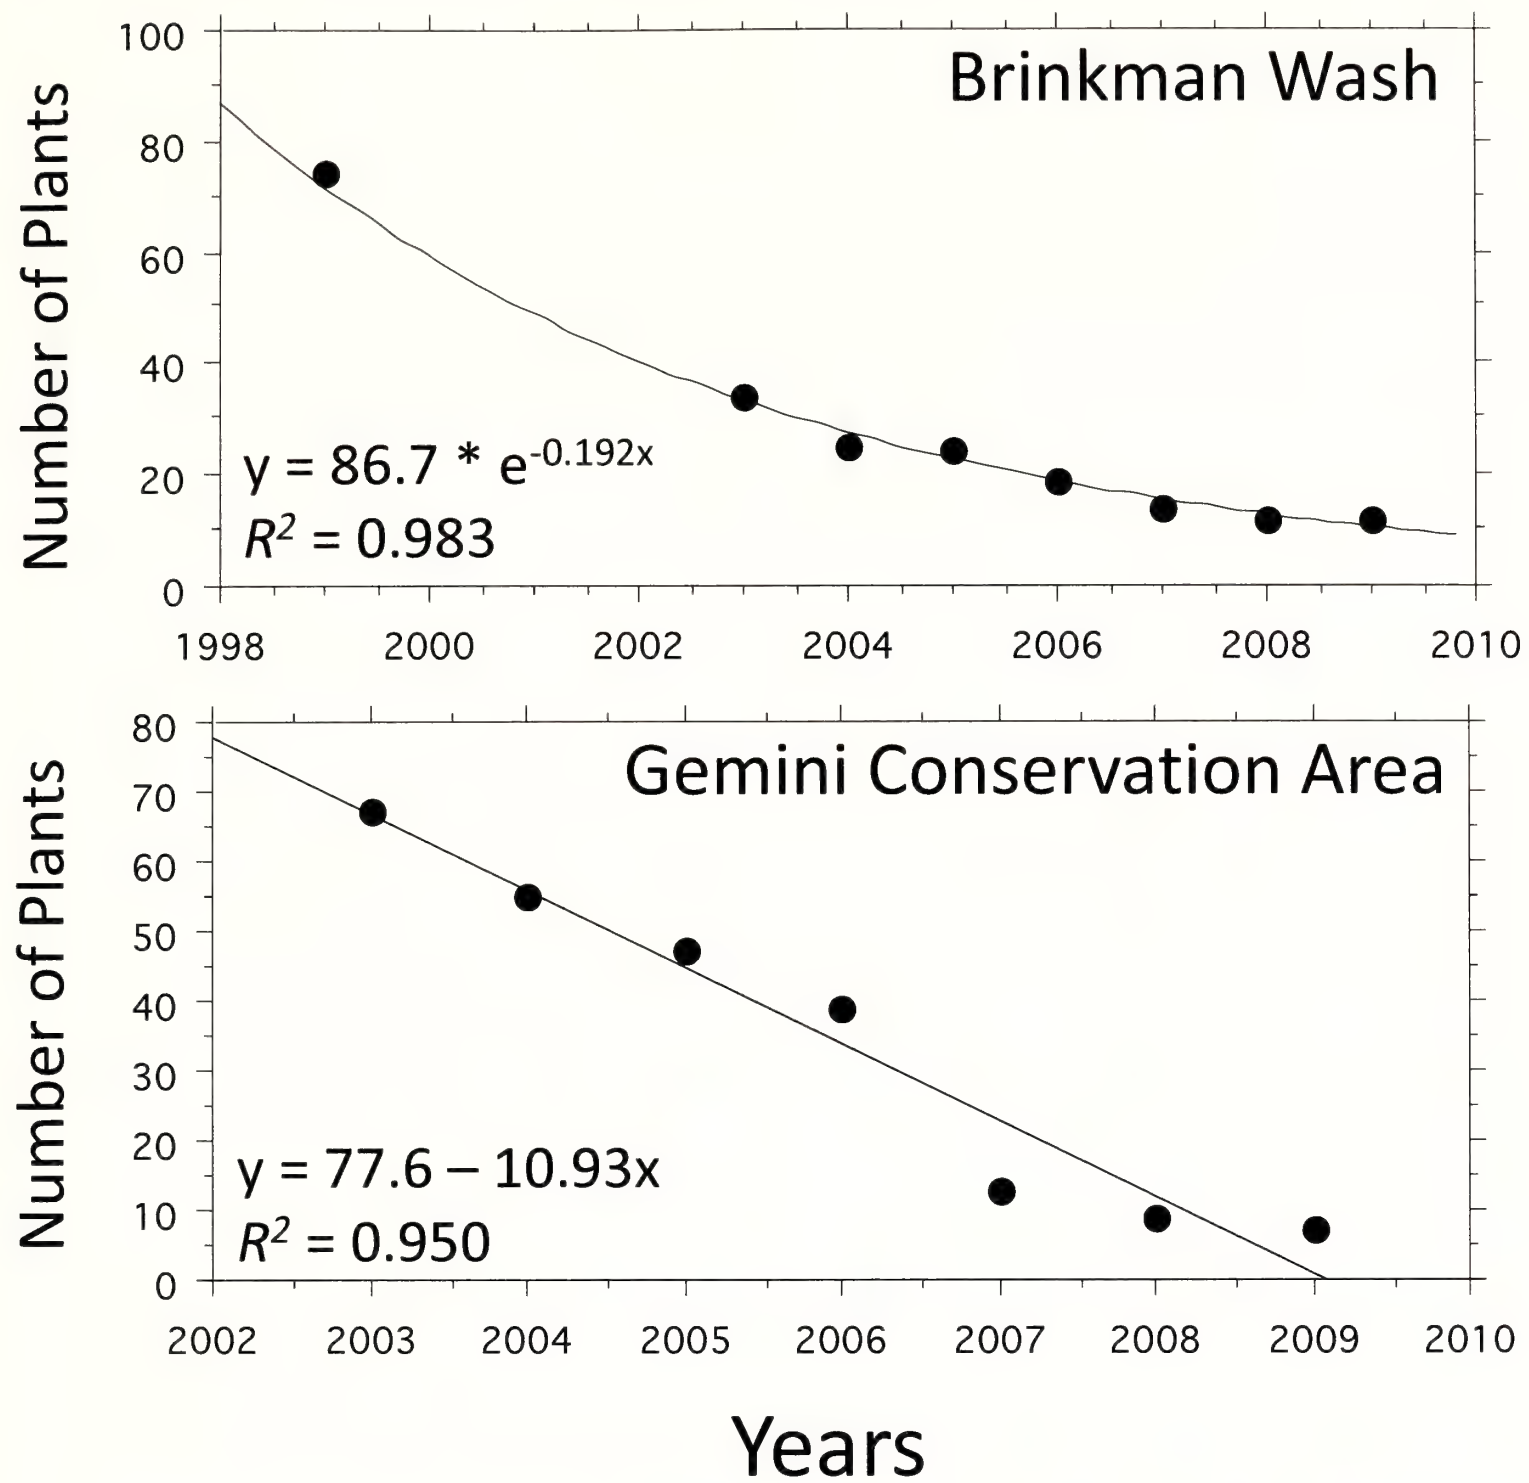 Brinkman Wash
Number of Plants
100
80
60
40
20
0
y = 86.7 * e^-0.192x
R² = 0.983
1998 2000 2002 2004 2006 2008 2010
Gemini Conservation Area
Number of Plants
80
70
60
50
40
30
20
10
0
y = 77.6 – 10.93x
R² = 0.950
2002 2003 2004 2005 2006 2007 2008 2009 2010
Years